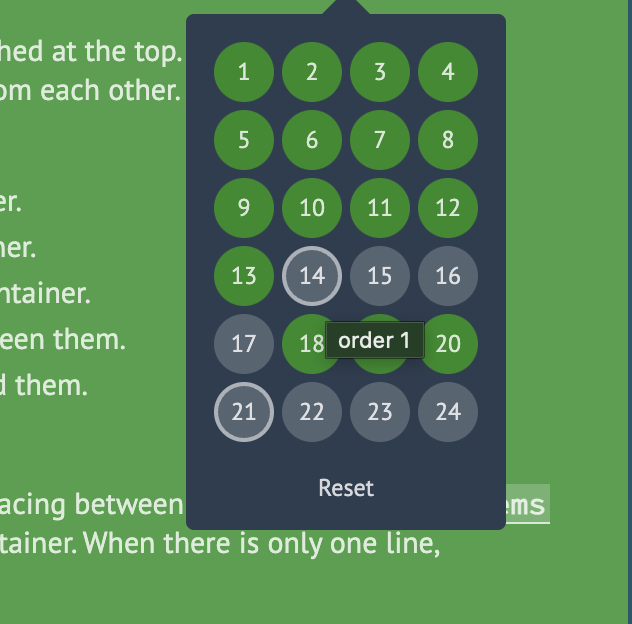 hed at the top.
om each other.
er.
ner.
ntainer.
een them.
d them.
acing between
ems
tainer. When there is only one line,
1 2 3 4
5 6 7 8
9 10 11 12
13 14 15 16
17 18 order 1 20
21 22 23 24
Reset